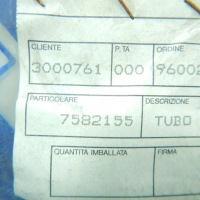 CLIENTE P.TA ORDINE
3000761 000 96002
PARTICOLARE DESCRIZIONE
7582155 TUBO
QUANTITA IMBALLATA FIRMA